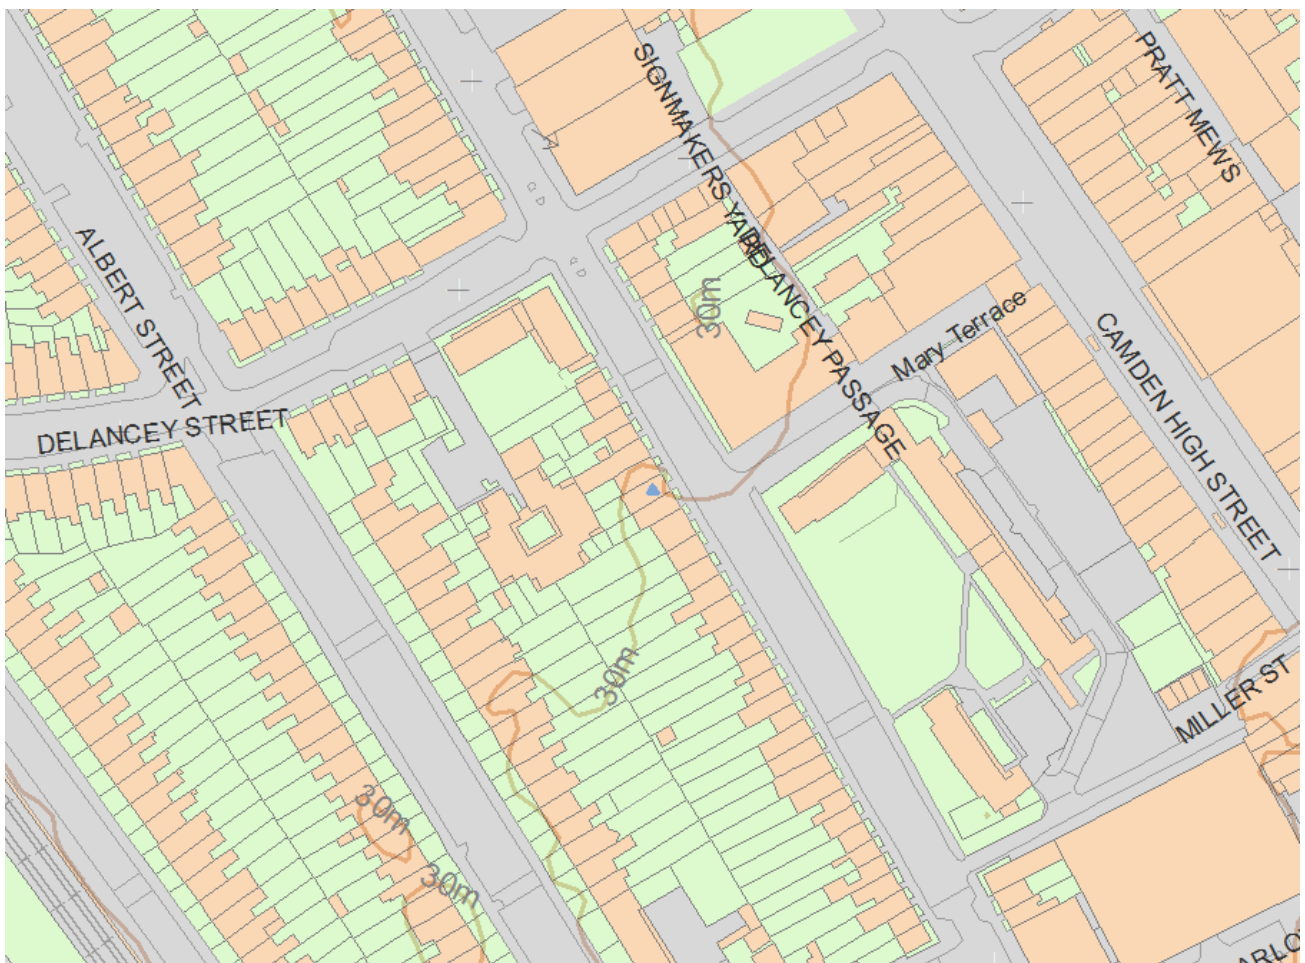 SIGNMAKERS YARD
PRATT MEWS
ALBERT STREET
DELANCEY PASSAGE
30m
Mary Terrace
CAMDEN HIGH STREET
DELANCEY STREET
30m
MILLER ST
30m
30m
ARLO